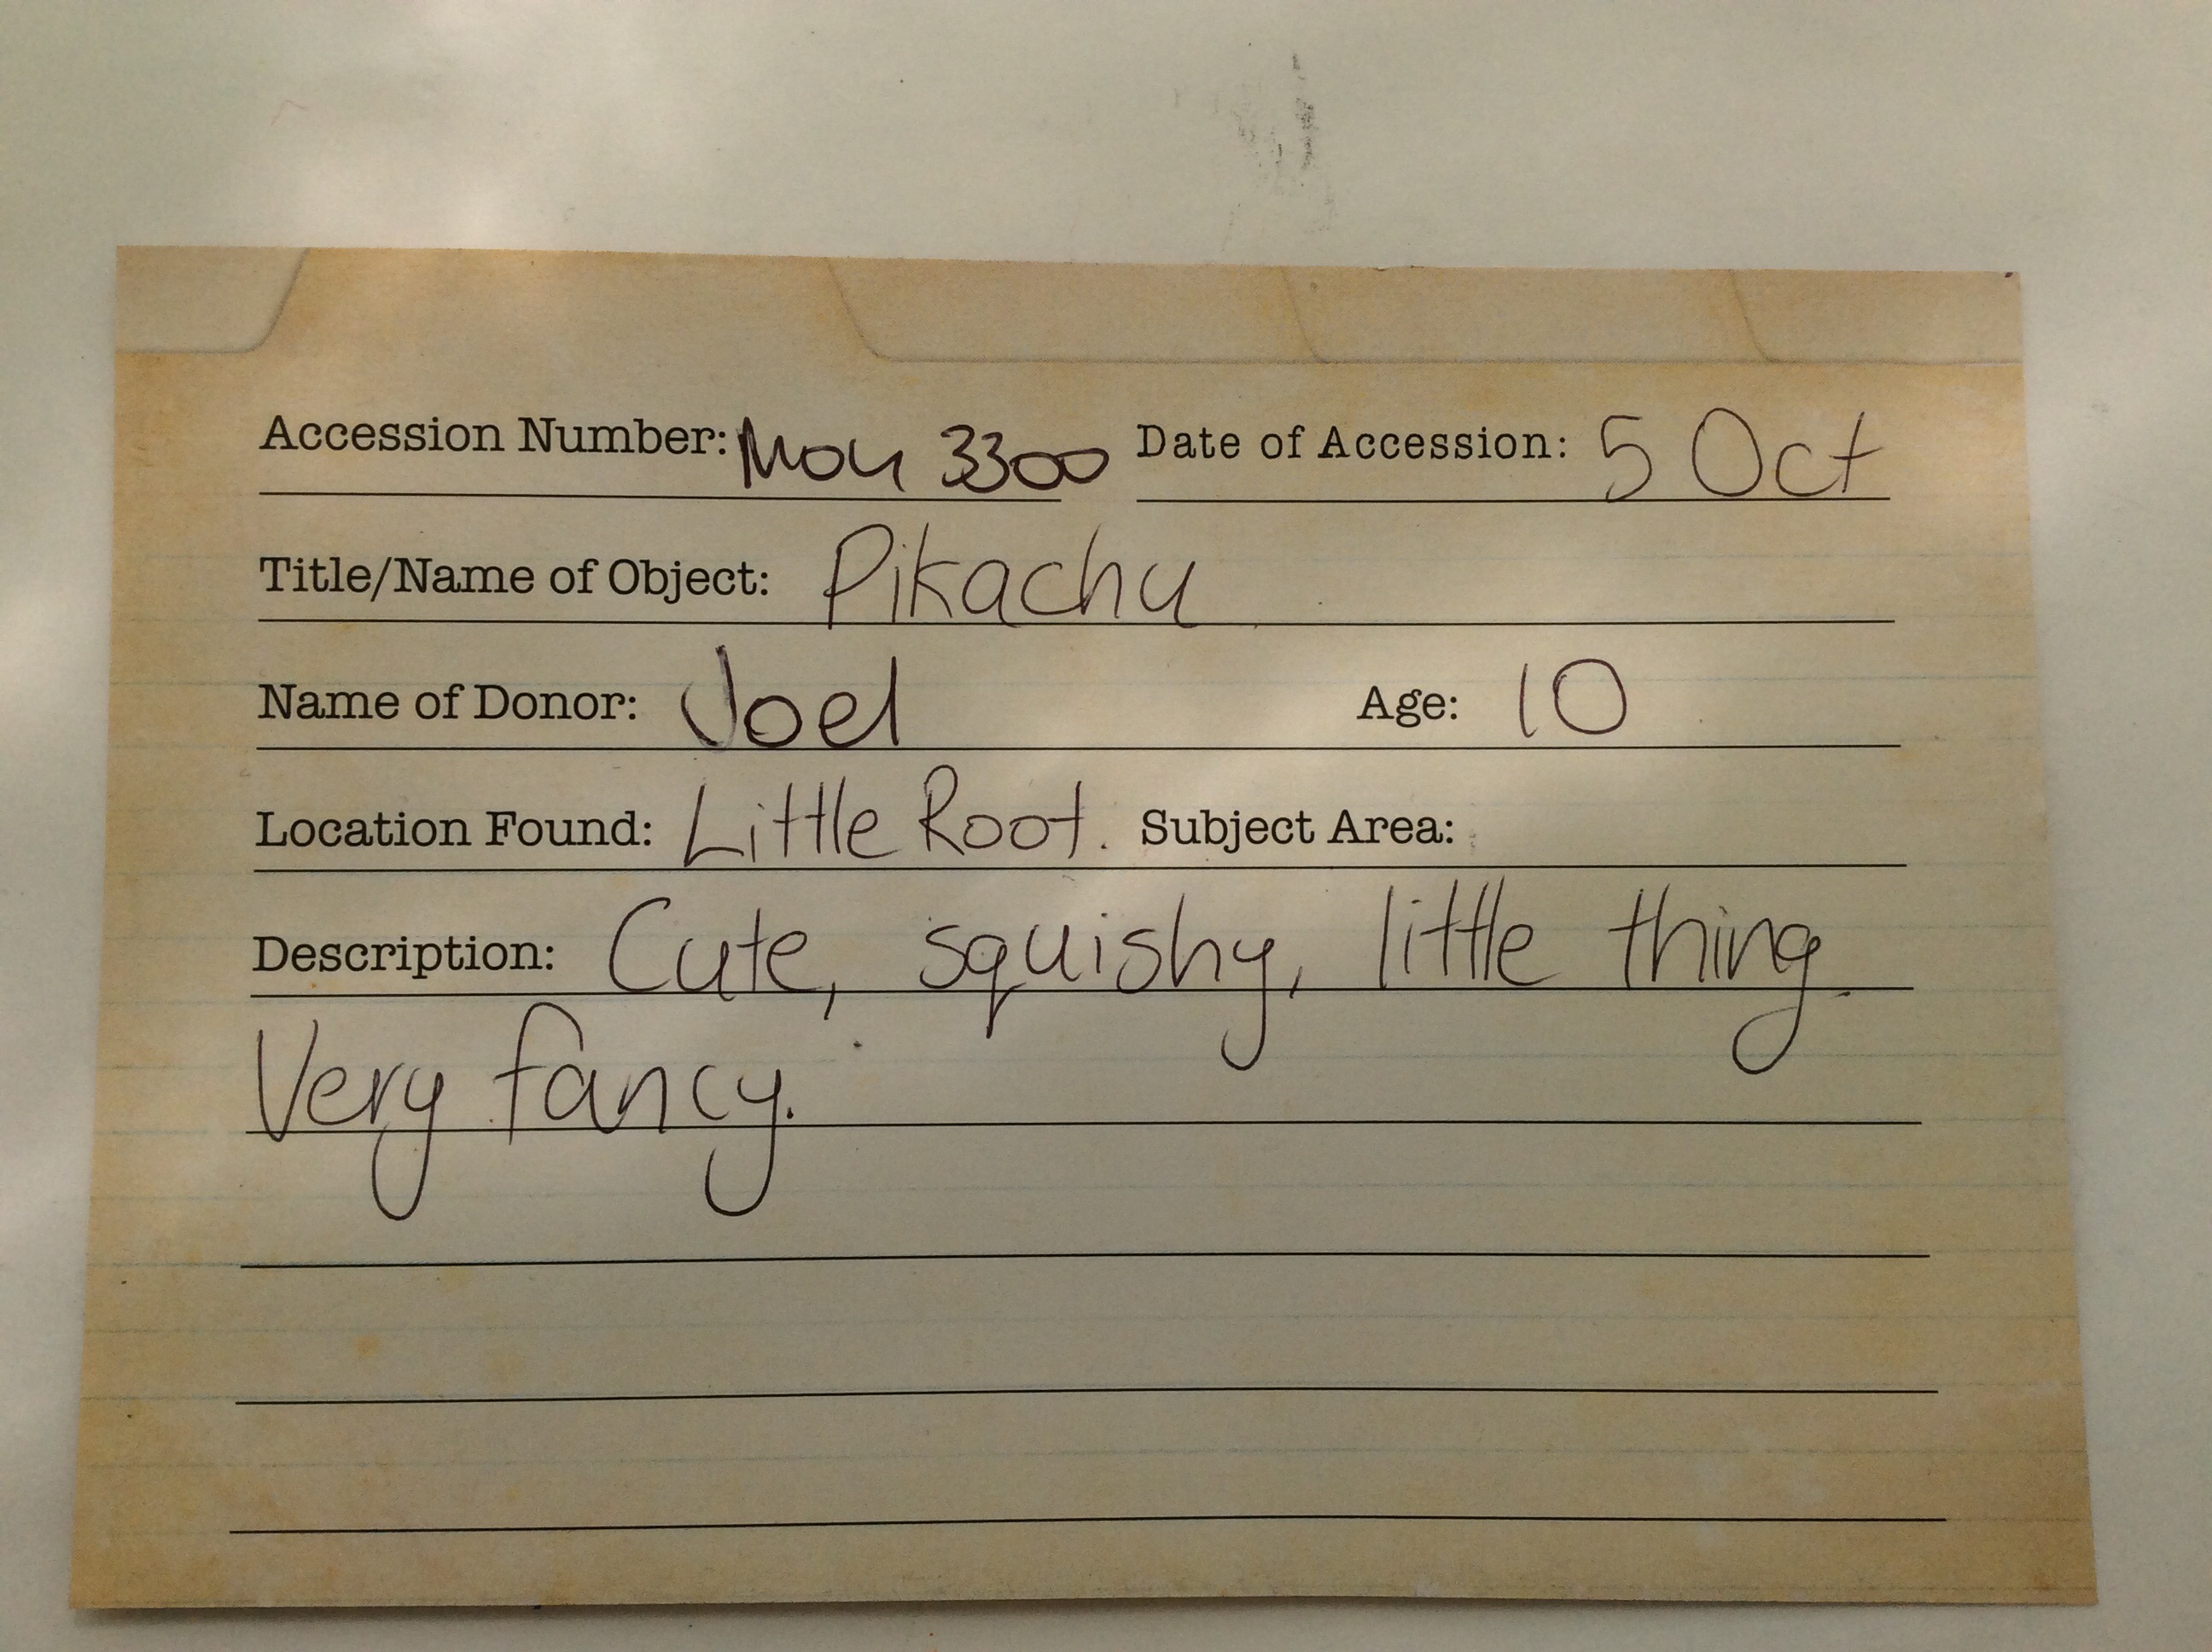 Accession Number: Mou 3300 Date of Accession: 5 Oct
Title/Name of Object: Pikachu
Name of Donor: Joel Age: 10
Location Found: Little Root. Subject Area:
Description: Cute, squishy, little thing.
Very fancy.